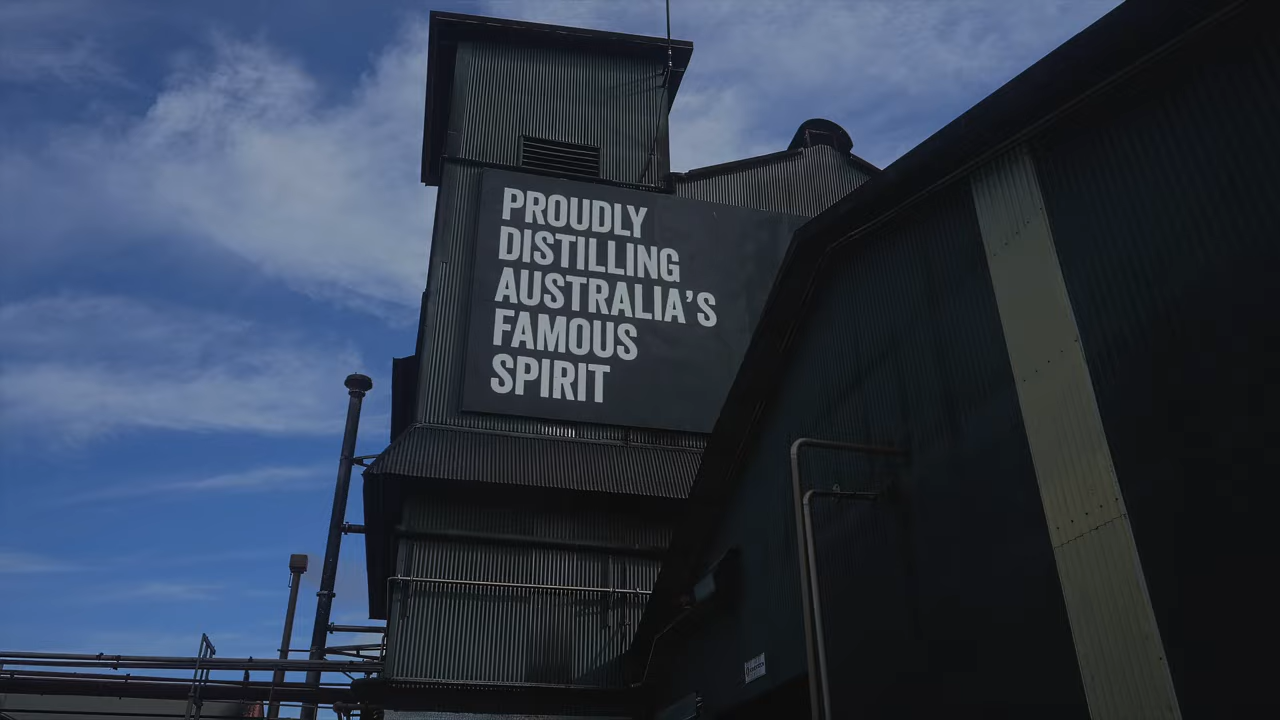 PROUDLY
DISTILLING
AUSTRALIA'S
FAMOUS
SPIRIT